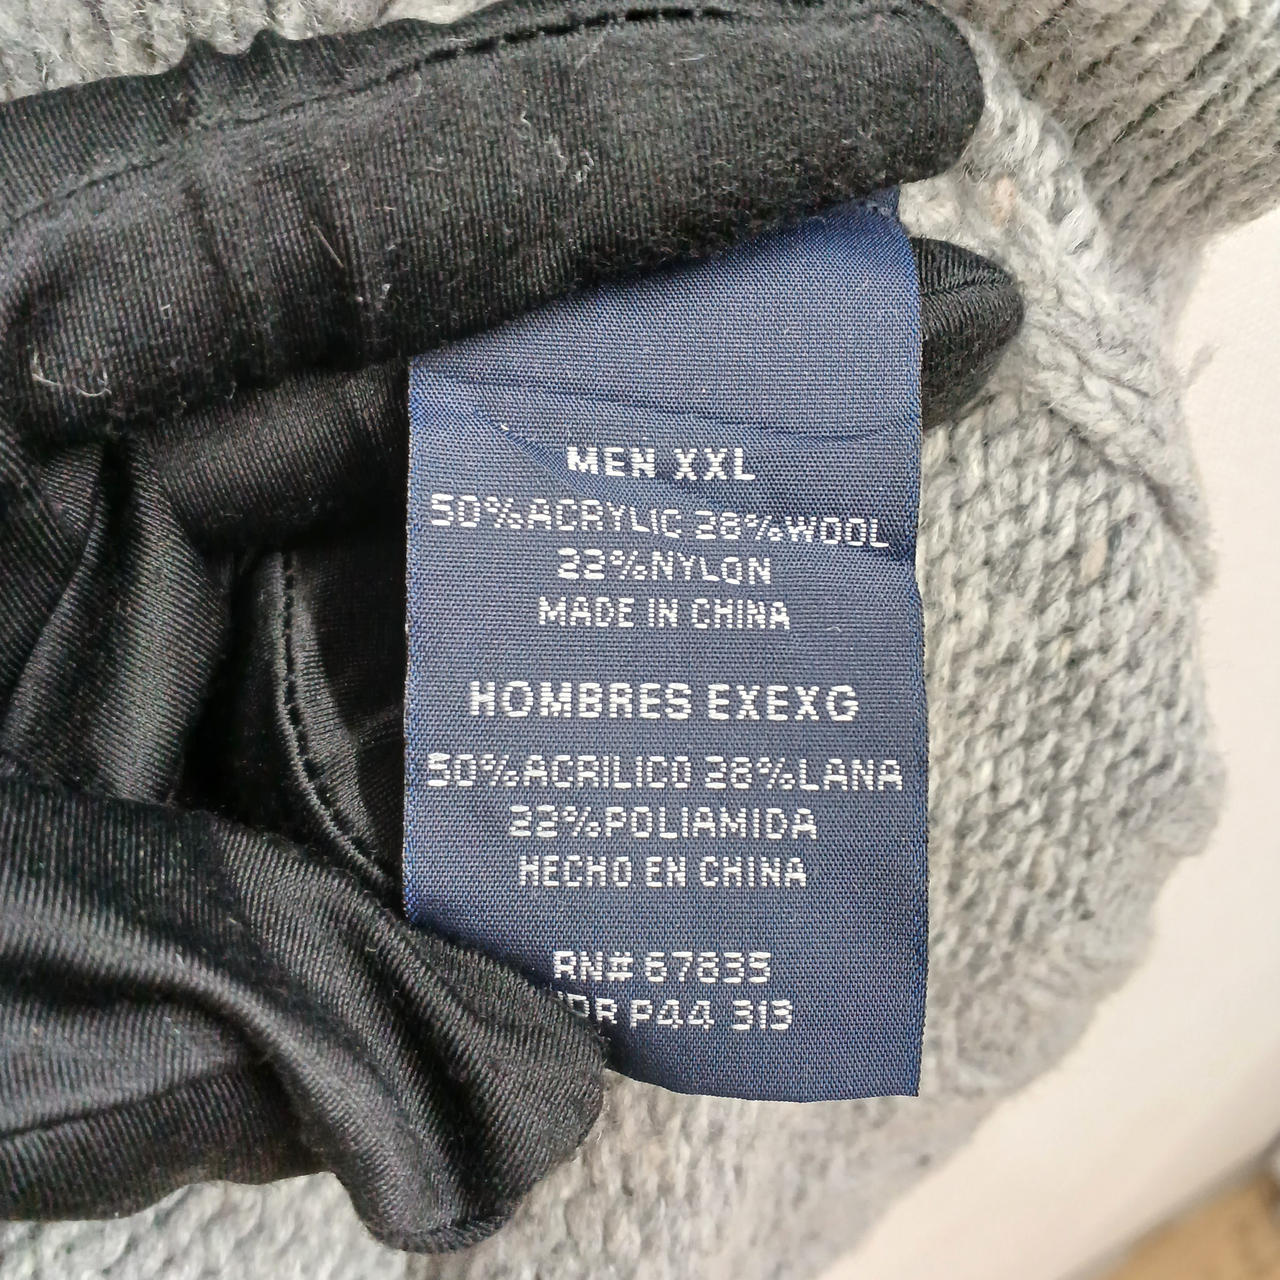 MEN XXL
50%ACRYLIC 28%WOOL
22%NYLON
MADE IN CHINA
HOMBRES EXEXG
50%ACRILICO 28%LANA
22%POLIAMIDA
HECHO EN CHINA
RN# 67835
P44 313